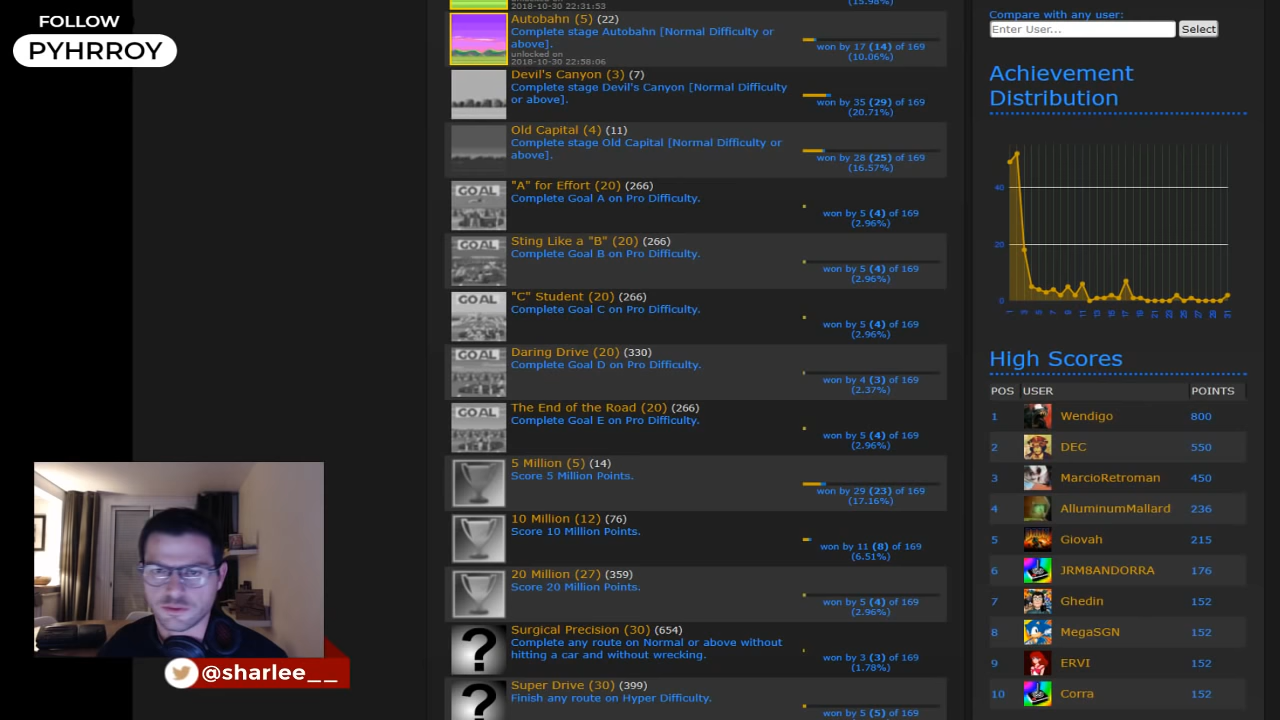 FOLLOW
PYHRROY
2018-10-30 22:31:53
(15.98%)
Autobahn (5) (22)
Complete stage Autobahn [Normal Difficulty or
above].
unlocked on
2018-10-30 22:58:06
won by 17 (14) of 169
(10.06%)
Devil's Canyon (3) (7)
Complete stage Devil's Canyon [Normal Difficulty
or above].
won by 35 (29) of 169
(20.71%)
Old Capital (4) (11)
Complete stage Old Capital [Normal Difficulty or
above].
won by 28 (25) of 169
(16.57%)
GOAL
"A" for Effort (20) (266)
Complete Goal A on Pro Difficulty.
won by 5 (4) of 169
(2.96%)
GOAL
Sting Like a "B" (20) (266)
Complete Goal B on Pro Difficulty.
won by 5 (4) of 169
(2.96%)
GOAL
"C" Student (20) (266)
Complete Goal C on Pro Difficulty.
won by 5 (4) of 169
(2.96%)
GOAL
Daring Drive (20) (330)
Complete Goal D on Pro Difficulty.
won by 4 (3) of 169
(2.37%)
GOAL
The End of the Road (20) (266)
Complete Goal E on Pro Difficulty.
won by 5 (4) of 169
(2.96%)
5 Million (5) (14)
Score 5 Million Points.
won by 29 (23) of 169
(17.16%)
10 Million (12) (76)
Score 10 Million Points.
won by 11 (8) of 169
(6.51%)
20 Million (27) (359)
Score 20 Million Points.
won by 5 (4) of 169
(2.96%)
?
Surgical Precision (30) (654)
Complete any route on Normal or above without
hitting a car and without wrecking.
won by 3 (3) of 169
(1.78%)
?
Super Drive (30) (399)
Finish any route on Hyper Difficulty.
won by 5 (5) of 169
Compare with any user:
Enter User... Select
Achievement
Distribution
40
20
0
High Scores
POS USER POINTS
1 Wendigo 800
2 DEC 550
3 MarcioRetroman 450
4 AlluminumMallard 236
5 Giovah 215
6 JRM8ANDORRA 176
7 Ghedin 152
8 MegaSGN 152
9 ERVI 152
10 Corra 152
@sharlee__